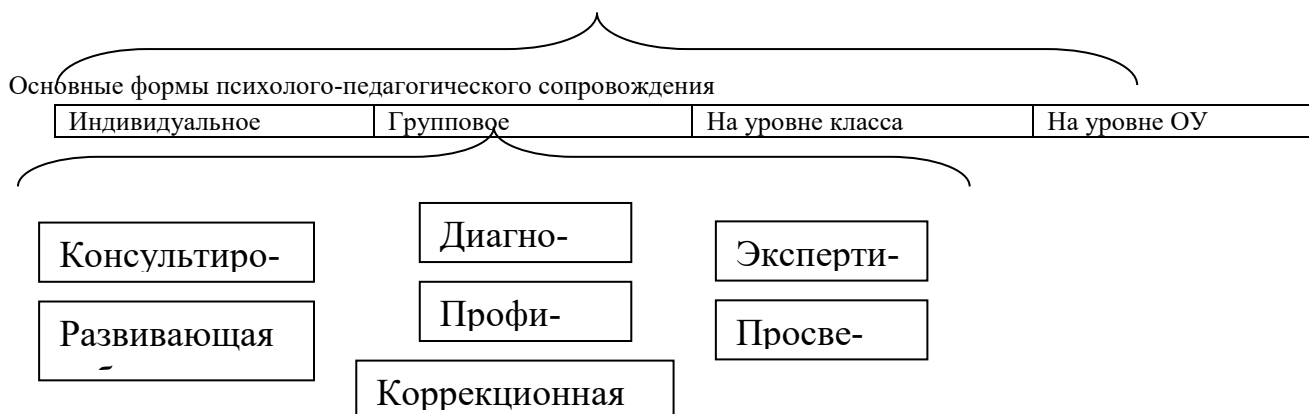 Основные формы психолого-педагогического сопровождения
Индивидуальное Групповое На уровне класса На уровне ОУ
Консультиро- Диагно- Эксперти-
Развивающая Профи- Просве-
Коррекционная